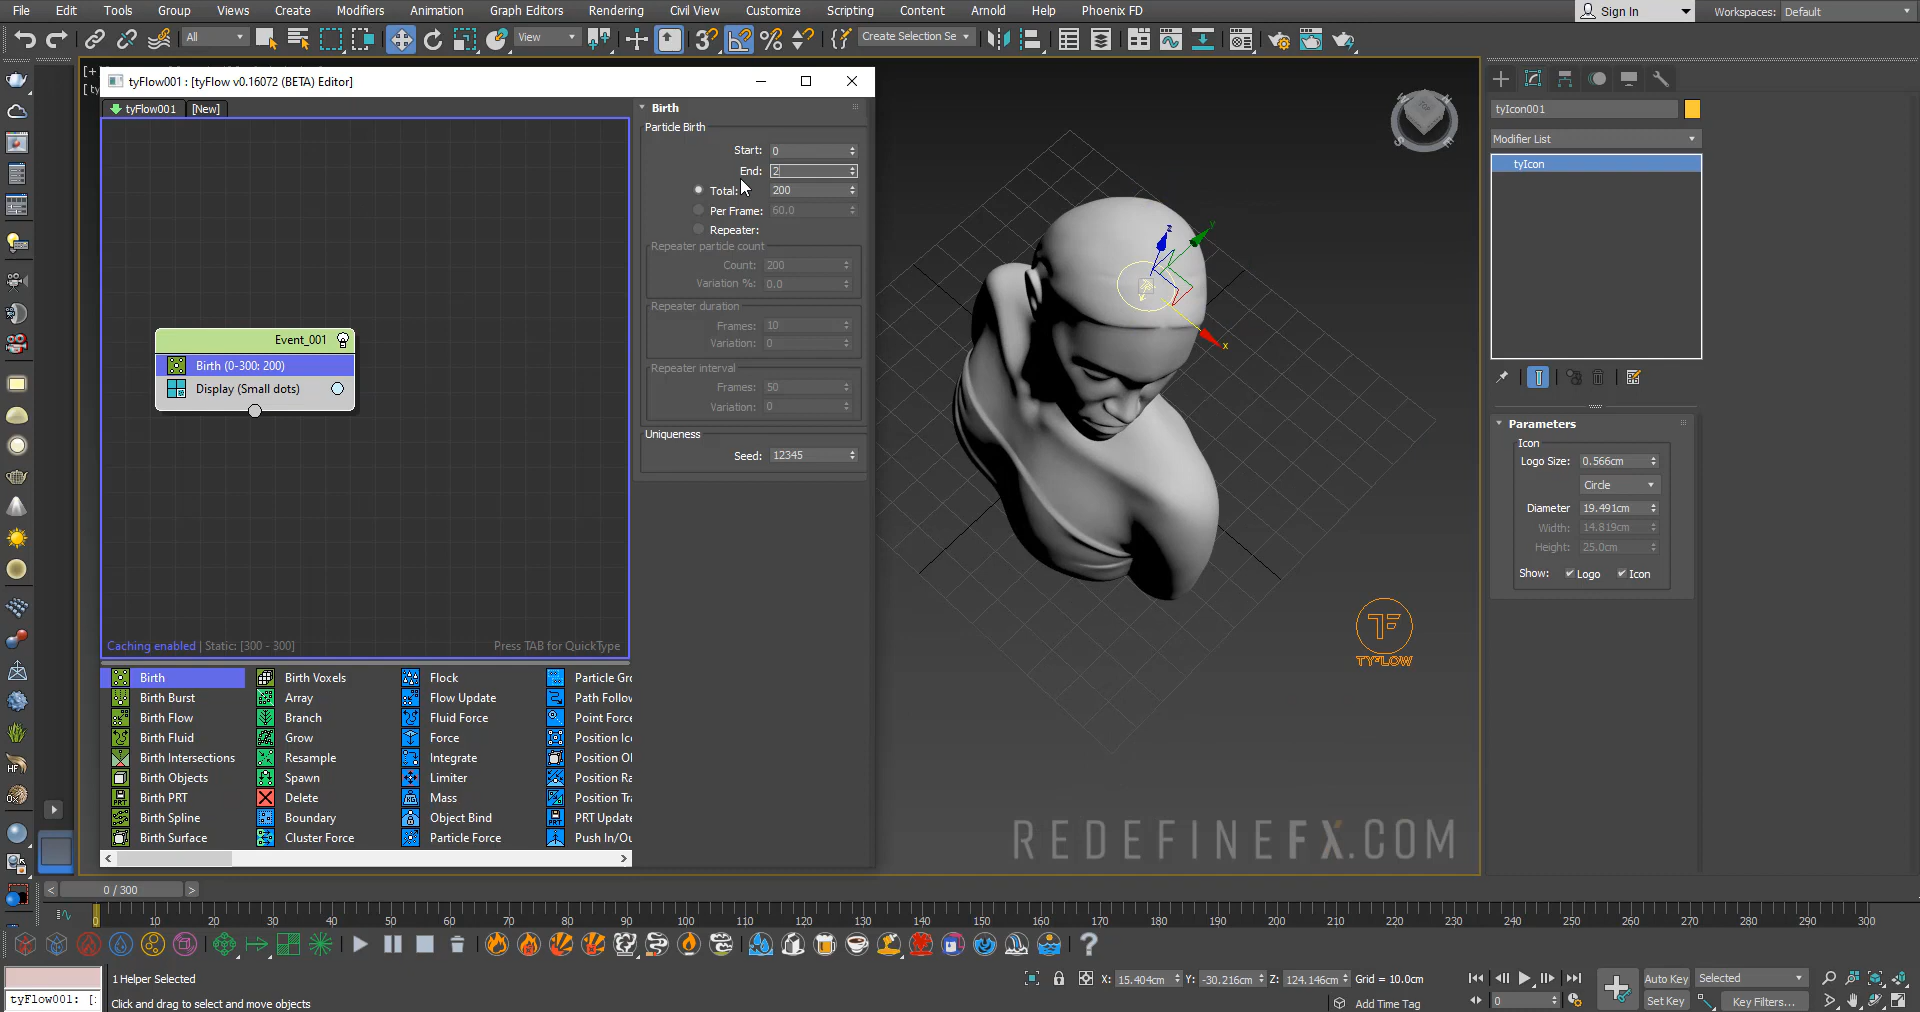 File Edit Tools Group Views Create Modifiers Animation Graph Editors Rendering Civil View Customize Scripting Content Arnold Help Phoenix FD
Sign In
Workspaces: Default
All
View
Create Selection Se
tyFlow001 : [tyFlow v0.16072 (BETA) Editor]
tyFlow001 [New]
Birth
Particle Birth
Start: 0
End: 2
Total: 200
Per Frame: 60.0
Repeater:
Repeater particle count
Count: 200
Variation %: 0.0
Repeater duration
Frames: 10
Variation: 0
Repeater interval
Frames: 50
Variation: 0
Uniqueness
Seed: 12345
Event_001
Birth (0-300: 200)
Display (Small dots)
Caching enabled | Static: [300 - 300]
Press TAB for QuickType
Birth Birth Voxels Flock Particle Gr
Birth Burst Array Flow Update Path Follow
Birth Flow Branch Fluid Force Point Force
Birth Fluid Grow Force Position Ic
Birth Intersections Resample Integrate Position O
Birth Objects Spawn Limiter Position Ra
Birth PRT Delete Mass Position Tra
Birth Spline Boundary Object Bind PRT Update
Birth Surface Cluster Force Particle Force Push In/Ou
z
y
x
TYFLOW
REDEFINEFX.COM
tyIcon001
Modifier List
tyIcon
Parameters
Icon
Logo Size: 0.566cm
Circle
Diameter 19.491cm
Width: 14.819cm
Height: 25.0cm
Show: Logo Icon
< 0 / 300 >
0 10 20 30 40 50 60 70 80 90 100 110 120 130 140 150 160 170 180 190 200 210 220 230 240 250 260 270 280 290 300
1 Helper Selected
X: 15.404cm Y: -30.216cm Z: 124.146cm Grid = 10.0cm
Auto Key Selected
tyFlow001: [
Click and drag to select and move objects
Add Time Tag
0
Set Key
Key Filters...